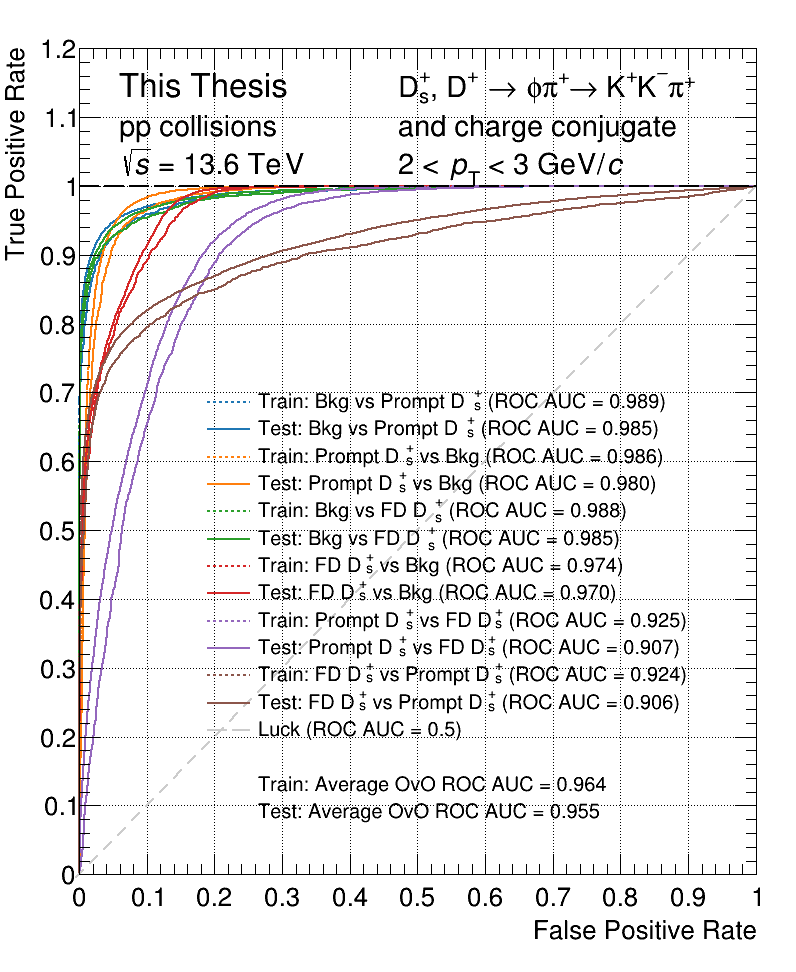 True Positive Rate
1.2
1.1
1
0.9
0.8
0.7
0.6
0.5
0.4
0.3
0.2
0.1
0
This Thesis
pp collisions
√s = 13.6 TeV
D_s^+, D^+ → ϕπ^+→ K^+K^−π^+
and charge conjugate
2 < p_T < 3 GeV/c
Train: Bkg vs Prompt D_s^+ (ROC AUC = 0.989)
Test: Bkg vs Prompt D_s^+ (ROC AUC = 0.985)
Train: Prompt D_s^+ vs Bkg (ROC AUC = 0.986)
Test: Prompt D_s^+ vs Bkg (ROC AUC = 0.980)
Train: Bkg vs FD D_s^+ (ROC AUC = 0.988)
Test: Bkg vs FD D_s^+ (ROC AUC = 0.985)
Train: FD D_s^+ vs Bkg (ROC AUC = 0.974)
Test: FD D_s^+ vs Bkg (ROC AUC = 0.970)
Train: Prompt D_s^+ vs FD D_s^+ (ROC AUC = 0.925)
Test: Prompt D_s^+ vs FD D_s^+ (ROC AUC = 0.907)
Train: FD D_s^+ vs Prompt D_s^+ (ROC AUC = 0.924)
Test: FD D_s^+ vs Prompt D_s^+ (ROC AUC = 0.906)
Luck (ROC AUC = 0.5)
Train: Average OvO ROC AUC = 0.964
Test: Average OvO ROC AUC = 0.955
0 0.1 0.2 0.3 0.4 0.5 0.6 0.7 0.8 0.9 1
False Positive Rate